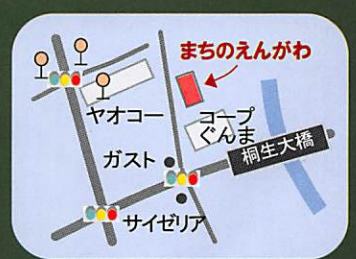 まちのえんがわ
ヤオコー
コープ
ぐんま
桐生大橋
ガスト
サイゼリア